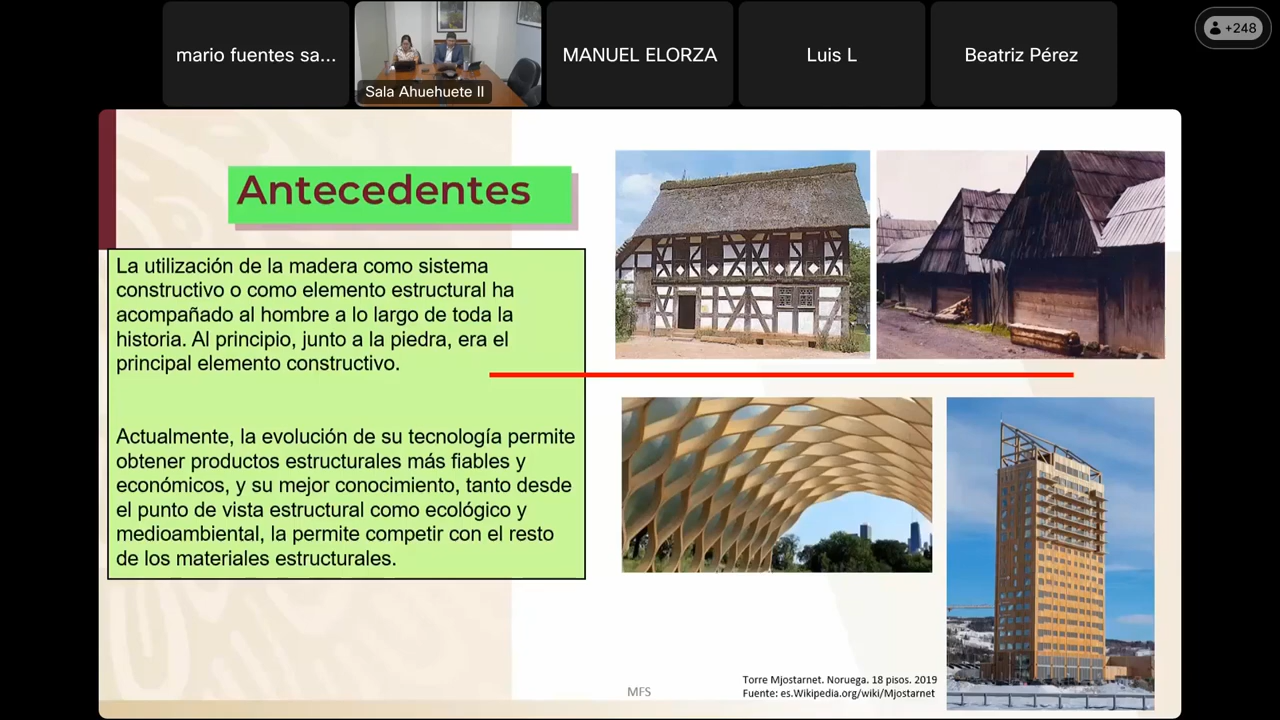 mario fuentes sa...
Sala Ahuehuete II
MANUEL ELORZA
Luis L
Beatriz Pérez
+248
Antecedentes
La utilización de la madera como sistema
constructivo o como elemento estructural ha
acompañado al hombre a lo largo de toda la
historia. Al principio, junto a la piedra, era el
principal elemento constructivo.
Actualmente, la evolución de su tecnología permite
obtener productos estructurales más fiables y
económicos, y su mejor conocimiento, tanto desde
el punto de vista estructural como ecológico y
medioambiental, la permite competir con el resto
de los materiales estructurales.
MFS
Torre Mjostarnet. Noruega. 18 pisos. 2019
Fuente: es.Wikipedia.org/wiki/Mjostarnet